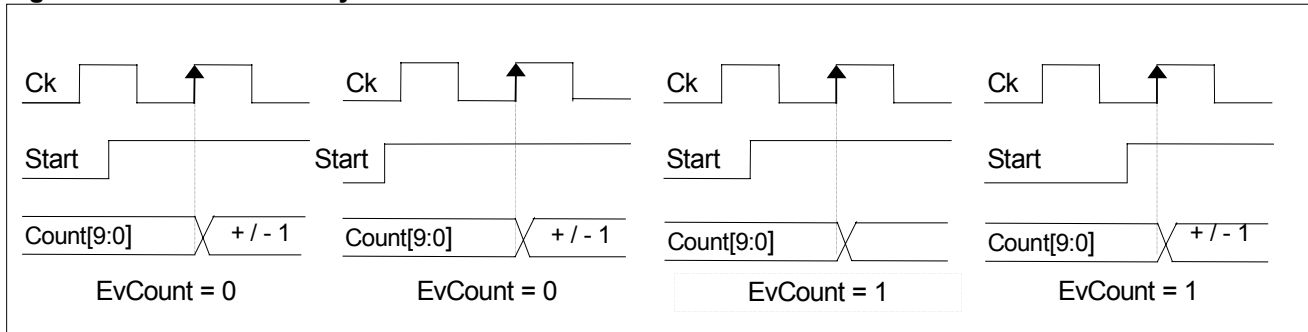 Ck Ck Ck Ck
Start Start Start Start
Count[9:0] + / - 1 Count[9:0] + / - 1 Count[9:0] Count[9:0] + / - 1
EvCount = 0 EvCount = 0 EvCount = 1 EvCount = 1